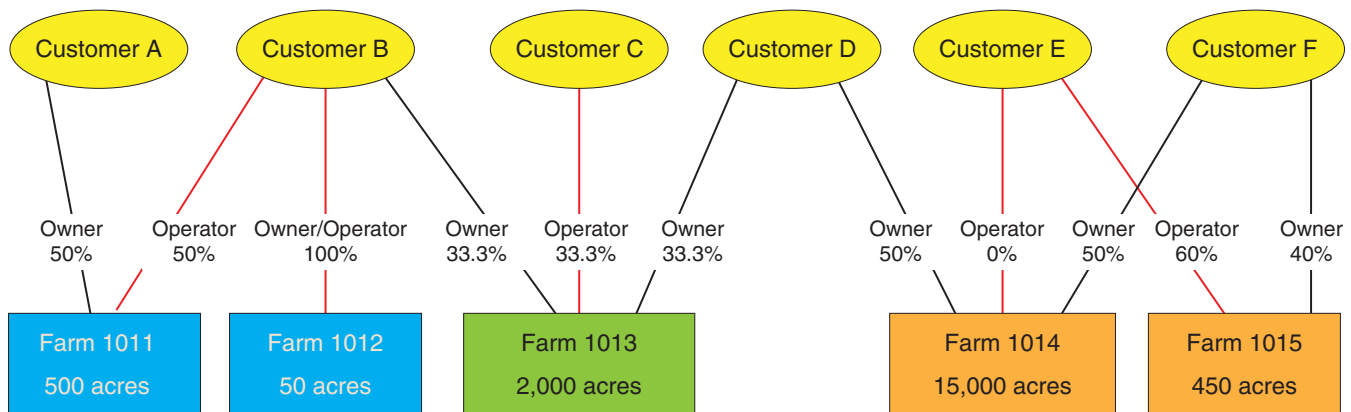 Customer A
Customer B
Customer C
Customer D
Customer E
Customer F
Owner
50%
Operator
50%
Owner/Operator
100%
Owner
33.3%
Operator
33.3%
Owner
33.3%
Owner
50%
Operator
0%
Owner
50%
Operator
60%
Owner
40%
Farm 1011
500 acres
Farm 1012
50 acres
Farm 1013
2,000 acres
Farm 1014
15,000 acres
Farm 1015
450 acres